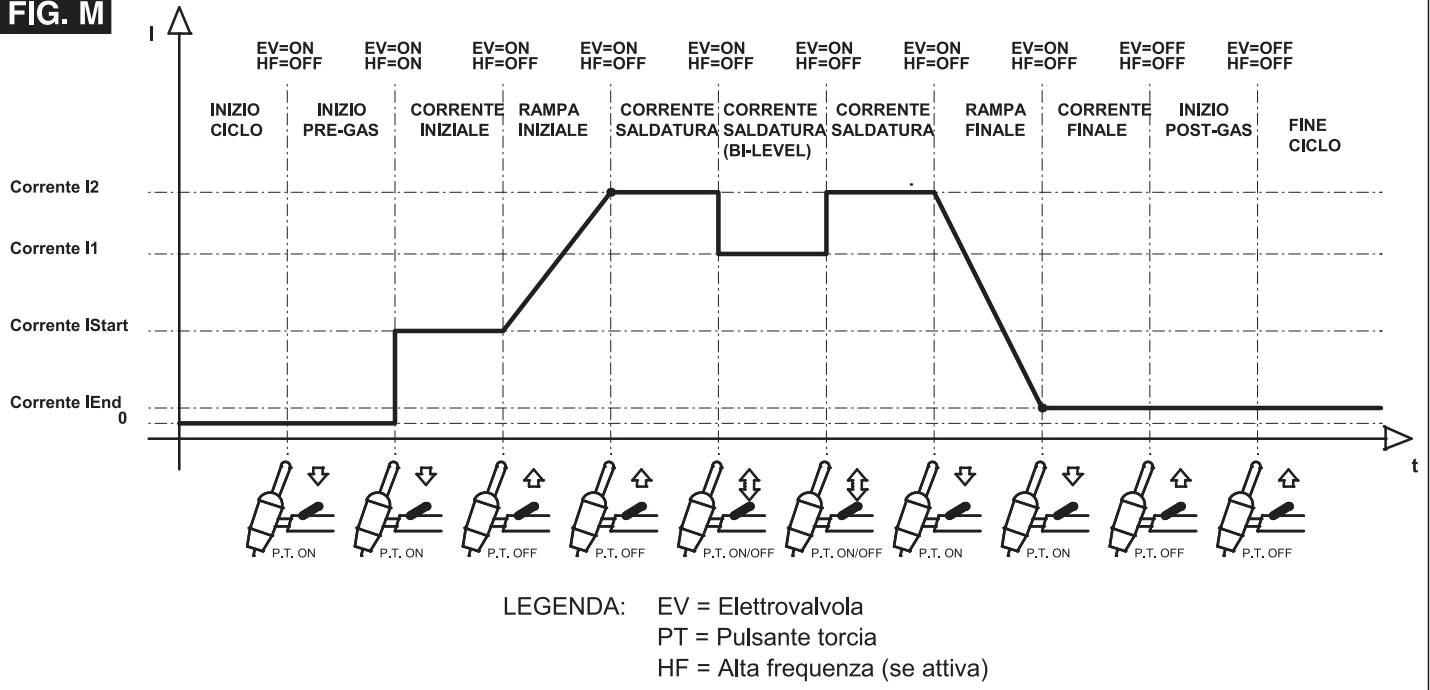 FIG. M
I
EV=ON EV=ON EV=ON EV=ON EV=ON EV=ON EV=ON EV=ON EV=OFF EV=OFF
HF=OFF HF=ON HF=OFF HF=OFF HF=OFF HF=OFF HF=OFF HF=OFF HF=OFF HF=OFF
INIZIO CICLO
INIZIO PRE-GAS
CORRENTE INIZIALE
RAMPA INIZIALE
CORRENTE SALDATURA
CORRENTE SALDATURA (BI-LEVEL)
CORRENTE SALDATURA
RAMPA FINALE
CORRENTE FINALE
INIZIO POST-GAS
FINE CICLO
Corrente I2
Corrente I1
Corrente IStart
Corrente IEnd
0
t
P.T. ON P.T. ON P.T. OFF P.T. OFF P.T. ON/OFF P.T. ON/OFF P.T. ON P.T. ON P.T. OFF P.T. OFF
LEGENDA: EV = Elettrovalvola
PT = Pulsante torcia
HF = Alta frequenza (se attiva)